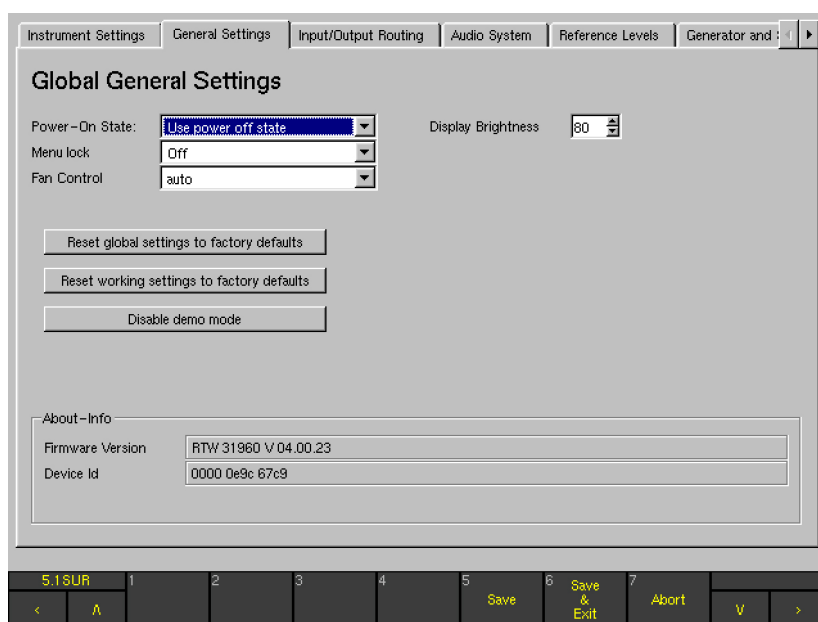 Instrument Settings General Settings Input/Output Routing Audio System Reference Levels Generator and
Global General Settings
Power-On State: Use power off state Display Brightness 80
Menu lock Off
Fan Control auto
Reset global settings to factory defaults
Reset working settings to factory defaults
Disable demo mode
About-Info
Firmware Version RTW 31960 V 04.00.23
Device Id 0000 0e9c 67c9
5.1SUR 1 2 3 4 5 6 7
Save Save & Exit Abort
< Λ V >